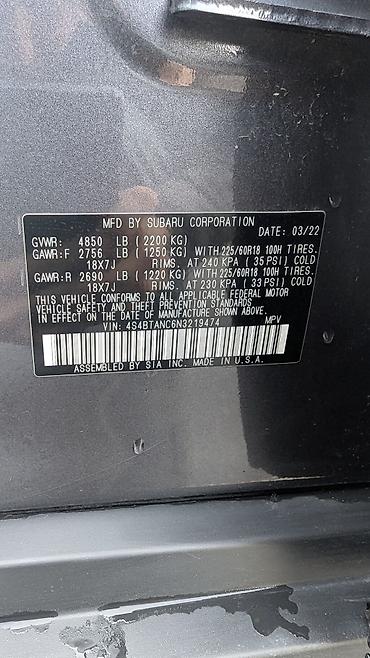 MFD BY SUBARU CORPORATION
DATE: 03/22
GVWR: 4850 LB ( 2200 KG)
GAWR:F 2756 LB ( 1250 KG) WITH 225/60R18 100H TIRES.
18X7J RIMS. AT 240 KPA ( 35 PSI) COLD
GAWR:R 2690 LB ( 1220 KG) WITH 225/60R18 100H TIRES.
18X7J RIMS. AT 230 KPA ( 33 PSI) COLD
THIS VEHICLE CONFORMS TO ALL APPLICABLE FEDERAL MOTOR
VEHICLE SAFETY AND THEFT PREVENTION STANDARDS
IN EFFECT ON THE DATE OF MANUFACTURE SHOWN ABOVE.
VIN: 4S4BTANC6N3219474 MPV
ASSEMBLED BY SIA INC. MADE IN U.S.A.